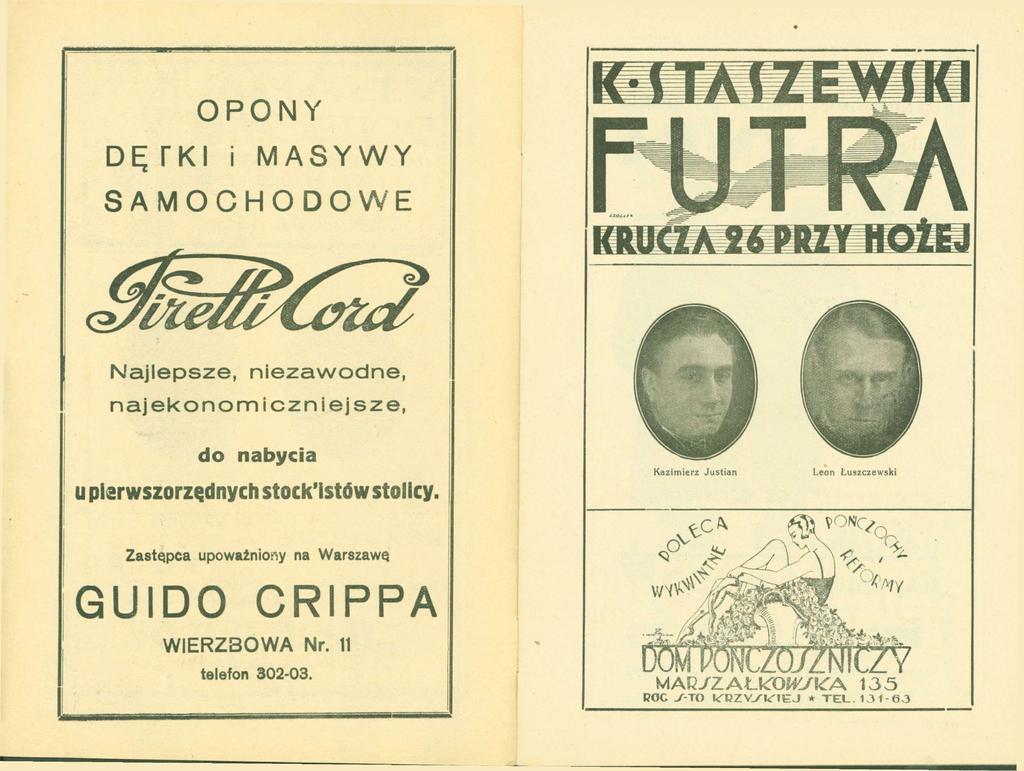 OPONY
DĘTKI i MASYWY
SAMOCHODOWE
Pirelli Cord
Najlepsze, niezawodne,
najekonomiczniejsze,
do nabycia
u pierwszorzędnych stock'istów stolicy.
Zastępca upoważniony na Warszawę
GUIDO CRIPPA
WIERZBOWA Nr. 11
telefon 302-03.
K. STASZEWSKI
FUTRA
KRUCZA 26 PRZY HOŻEJ
Kazimierz Justian
Leon Łuszczewski
POLECA
WYKWINTNE
POŃCZOCHY
I
REFORMY
DOM POŃCZOSZNICZY
MARSZAŁKOWSKA 135
RÓG S-TO KRZYSKIEJ * TEL. 131-63